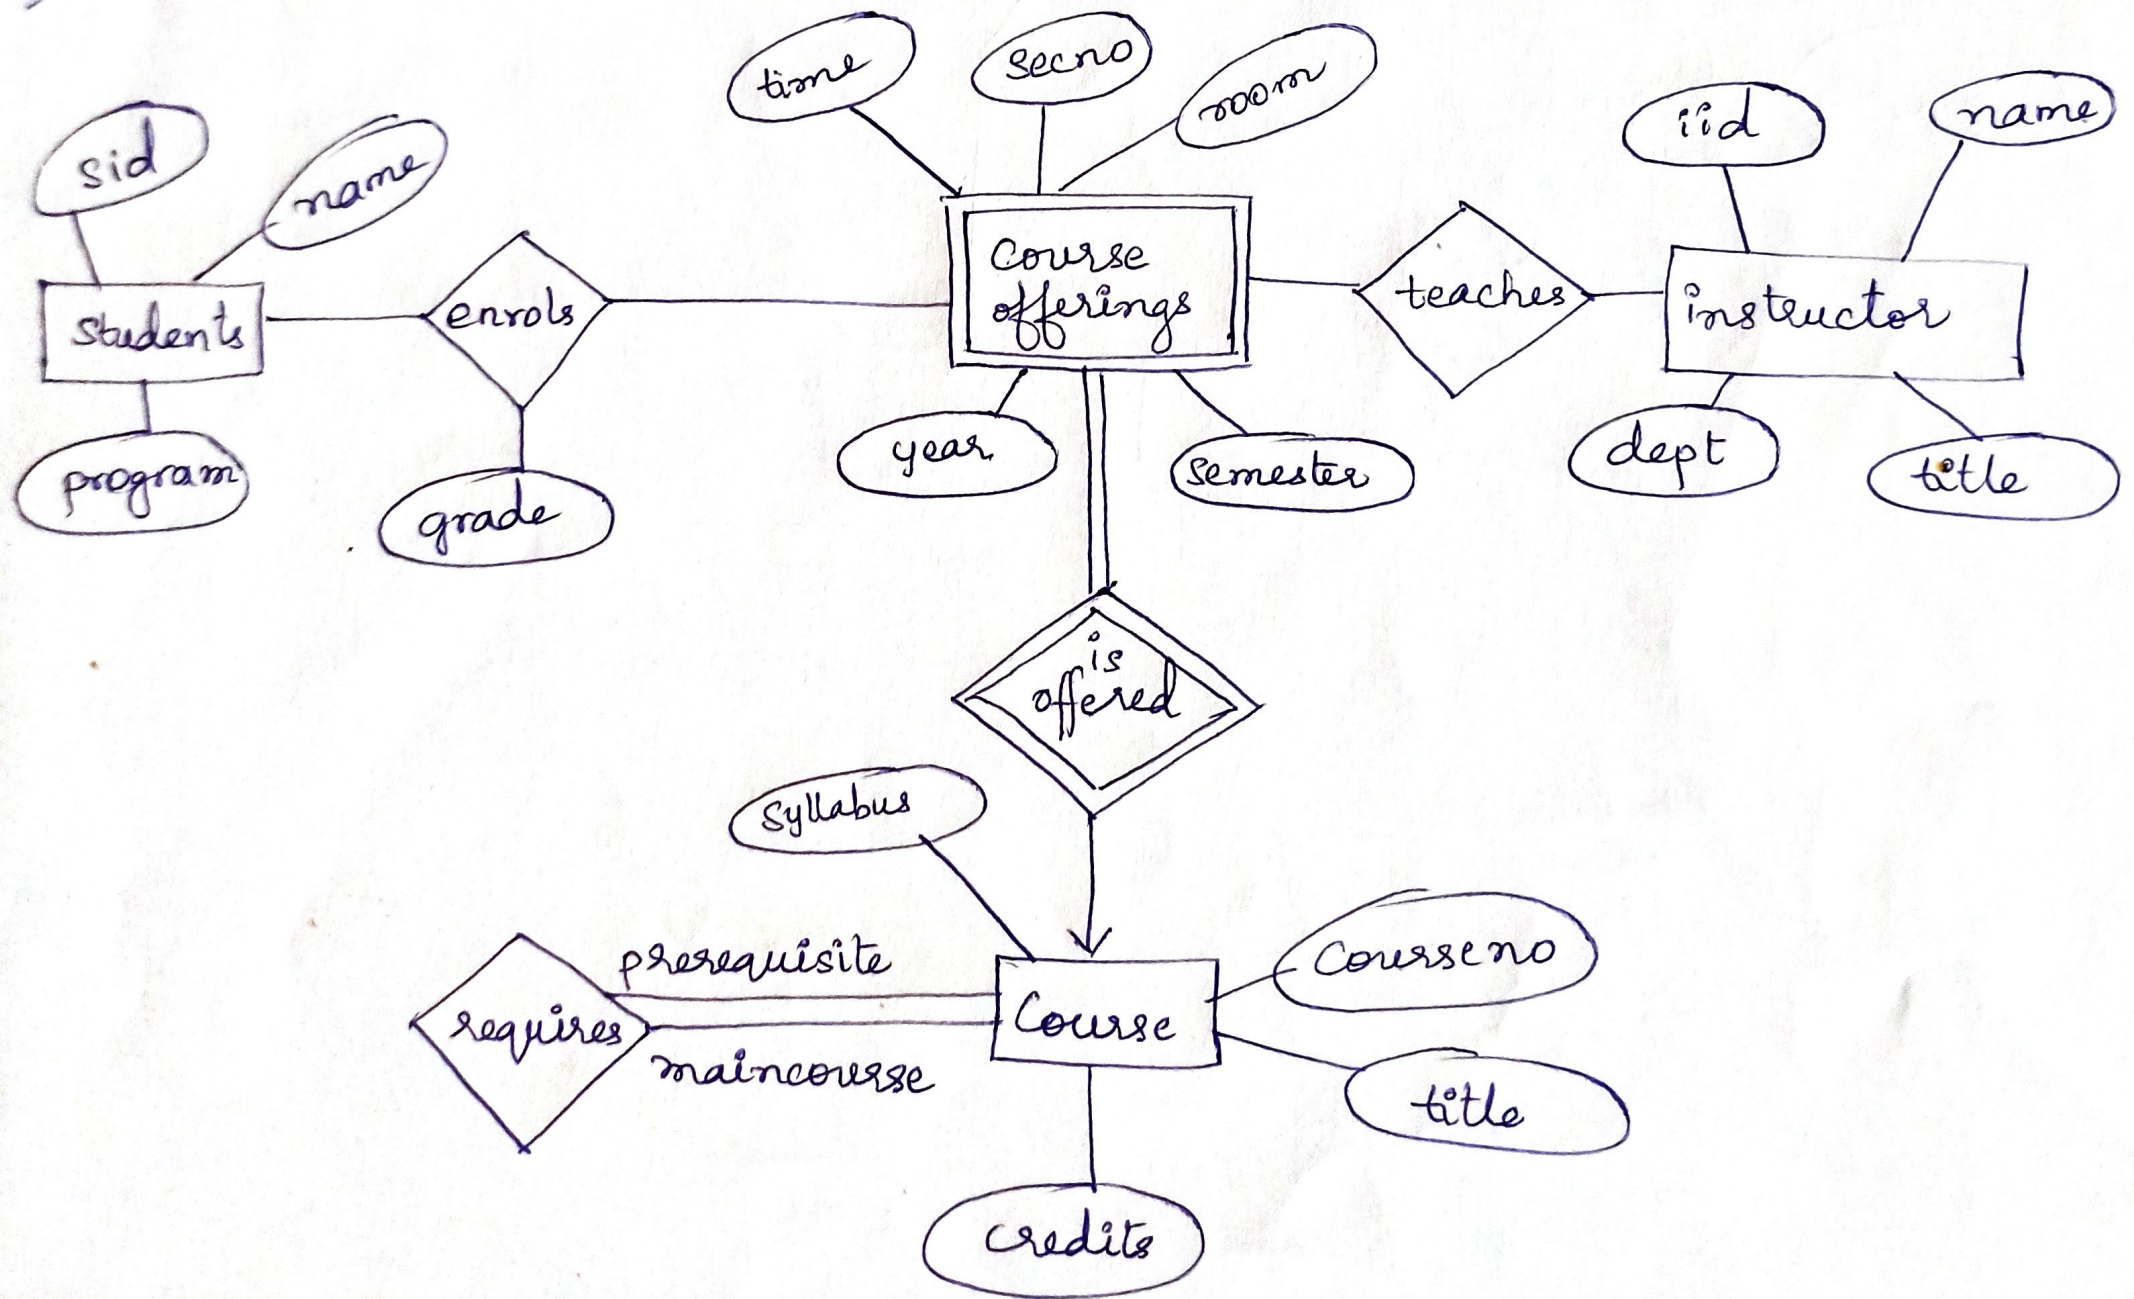 time
secno
room
iid
name
sid
name
Course
offerings
teaches
instructor
Students
enrols
year
semester
dept
title
program
grade
is
offered
Syllabus
prerequisite
Courseno
requires
Course
maincourse
title
credits